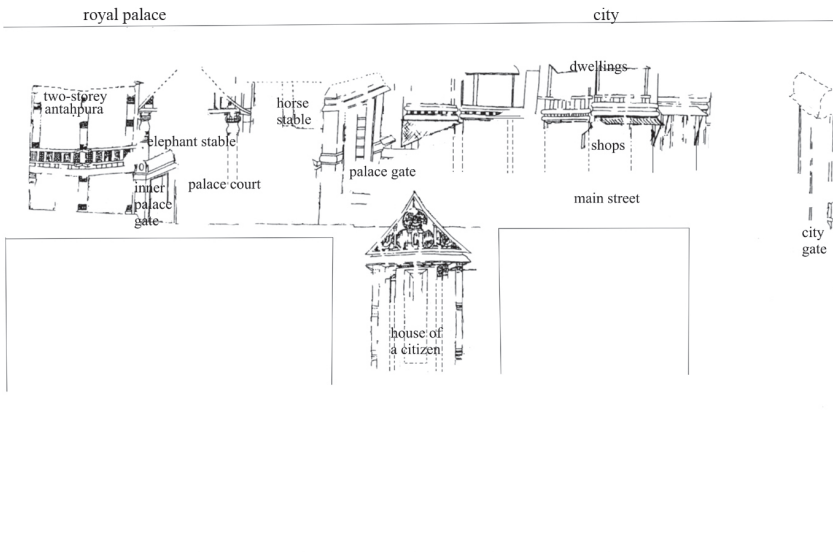 royal palace
city
two-storey
antaḥpura
horse
stable
dwellings
elephant stable
shops
palace gate
inner
palace
gate
palace court
main street
city
gate
house of
a citizen